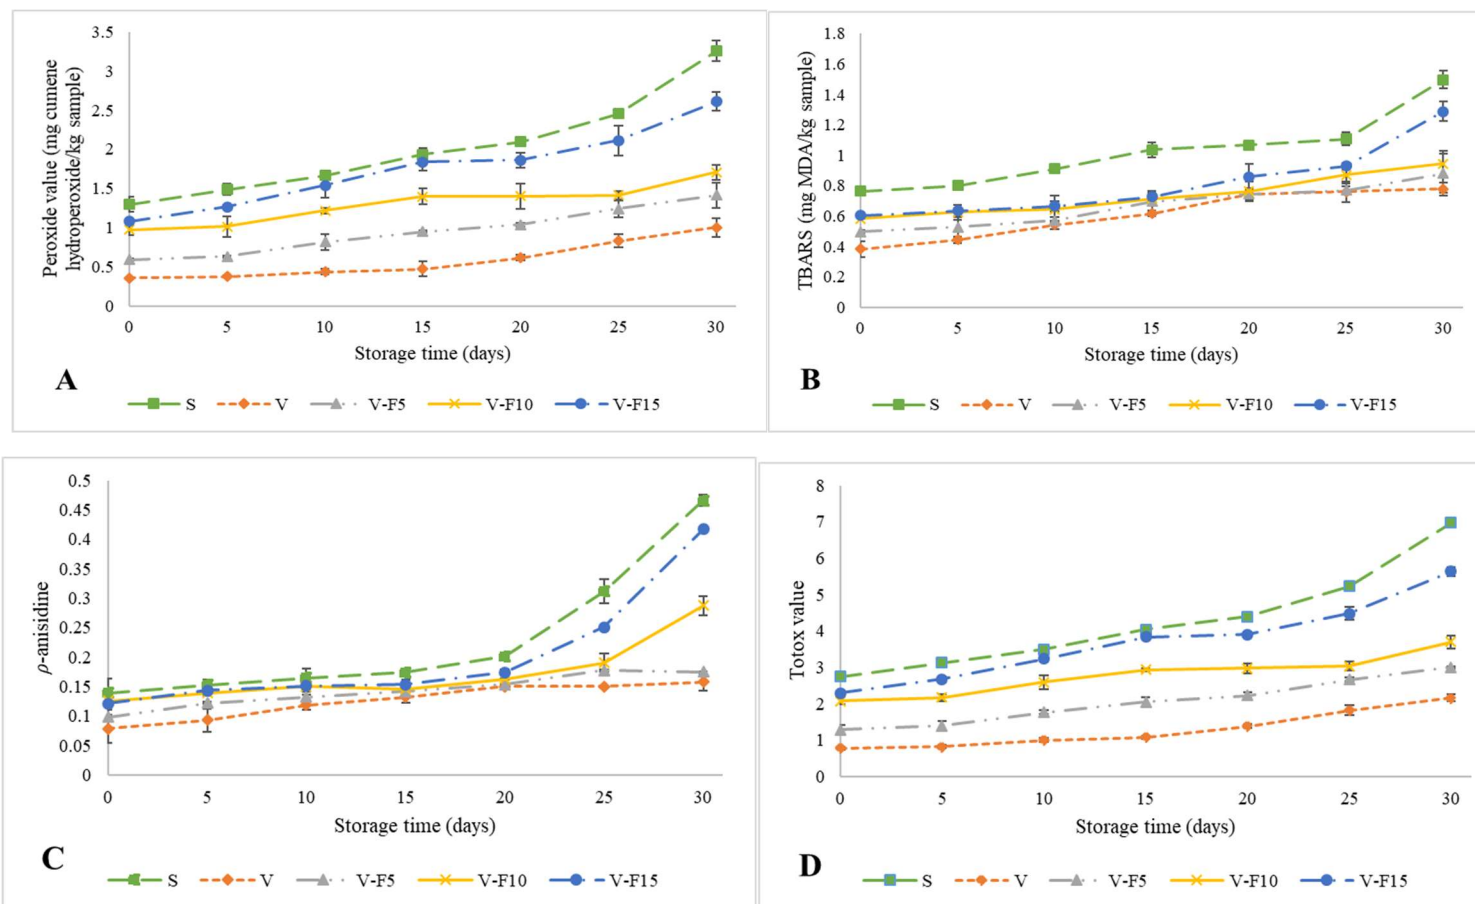 3.5
3
2.5
2
1.5
1
0.5
0
Peroxide value (mg cumene
hydroperoxide/kg sample)
0 5 10 15 20 25 30
Storage time (days)
A
S V V-F5 V-F10 V-F15
1.8
1.6
1.4
1.2
1
0.8
0.6
0.4
0.2
0
TBARS (mg MDA/kg sample)
0 5 10 15 20 25 30
Storage time (days)
B
S V V-F5 V-F10 V-F15
0.5
0.45
0.4
0.35
0.3
0.25
0.2
0.15
0.1
0.05
0
ρ-anisidine
0 5 10 15 20 25 30
Storage time (days)
C
S V V-F5 V-F10 V-F15
8
7
6
5
4
3
2
1
0
Totox value
0 5 10 15 20 25 30
Storage time (days)
D
S V V-F5 V-F10 V-F15